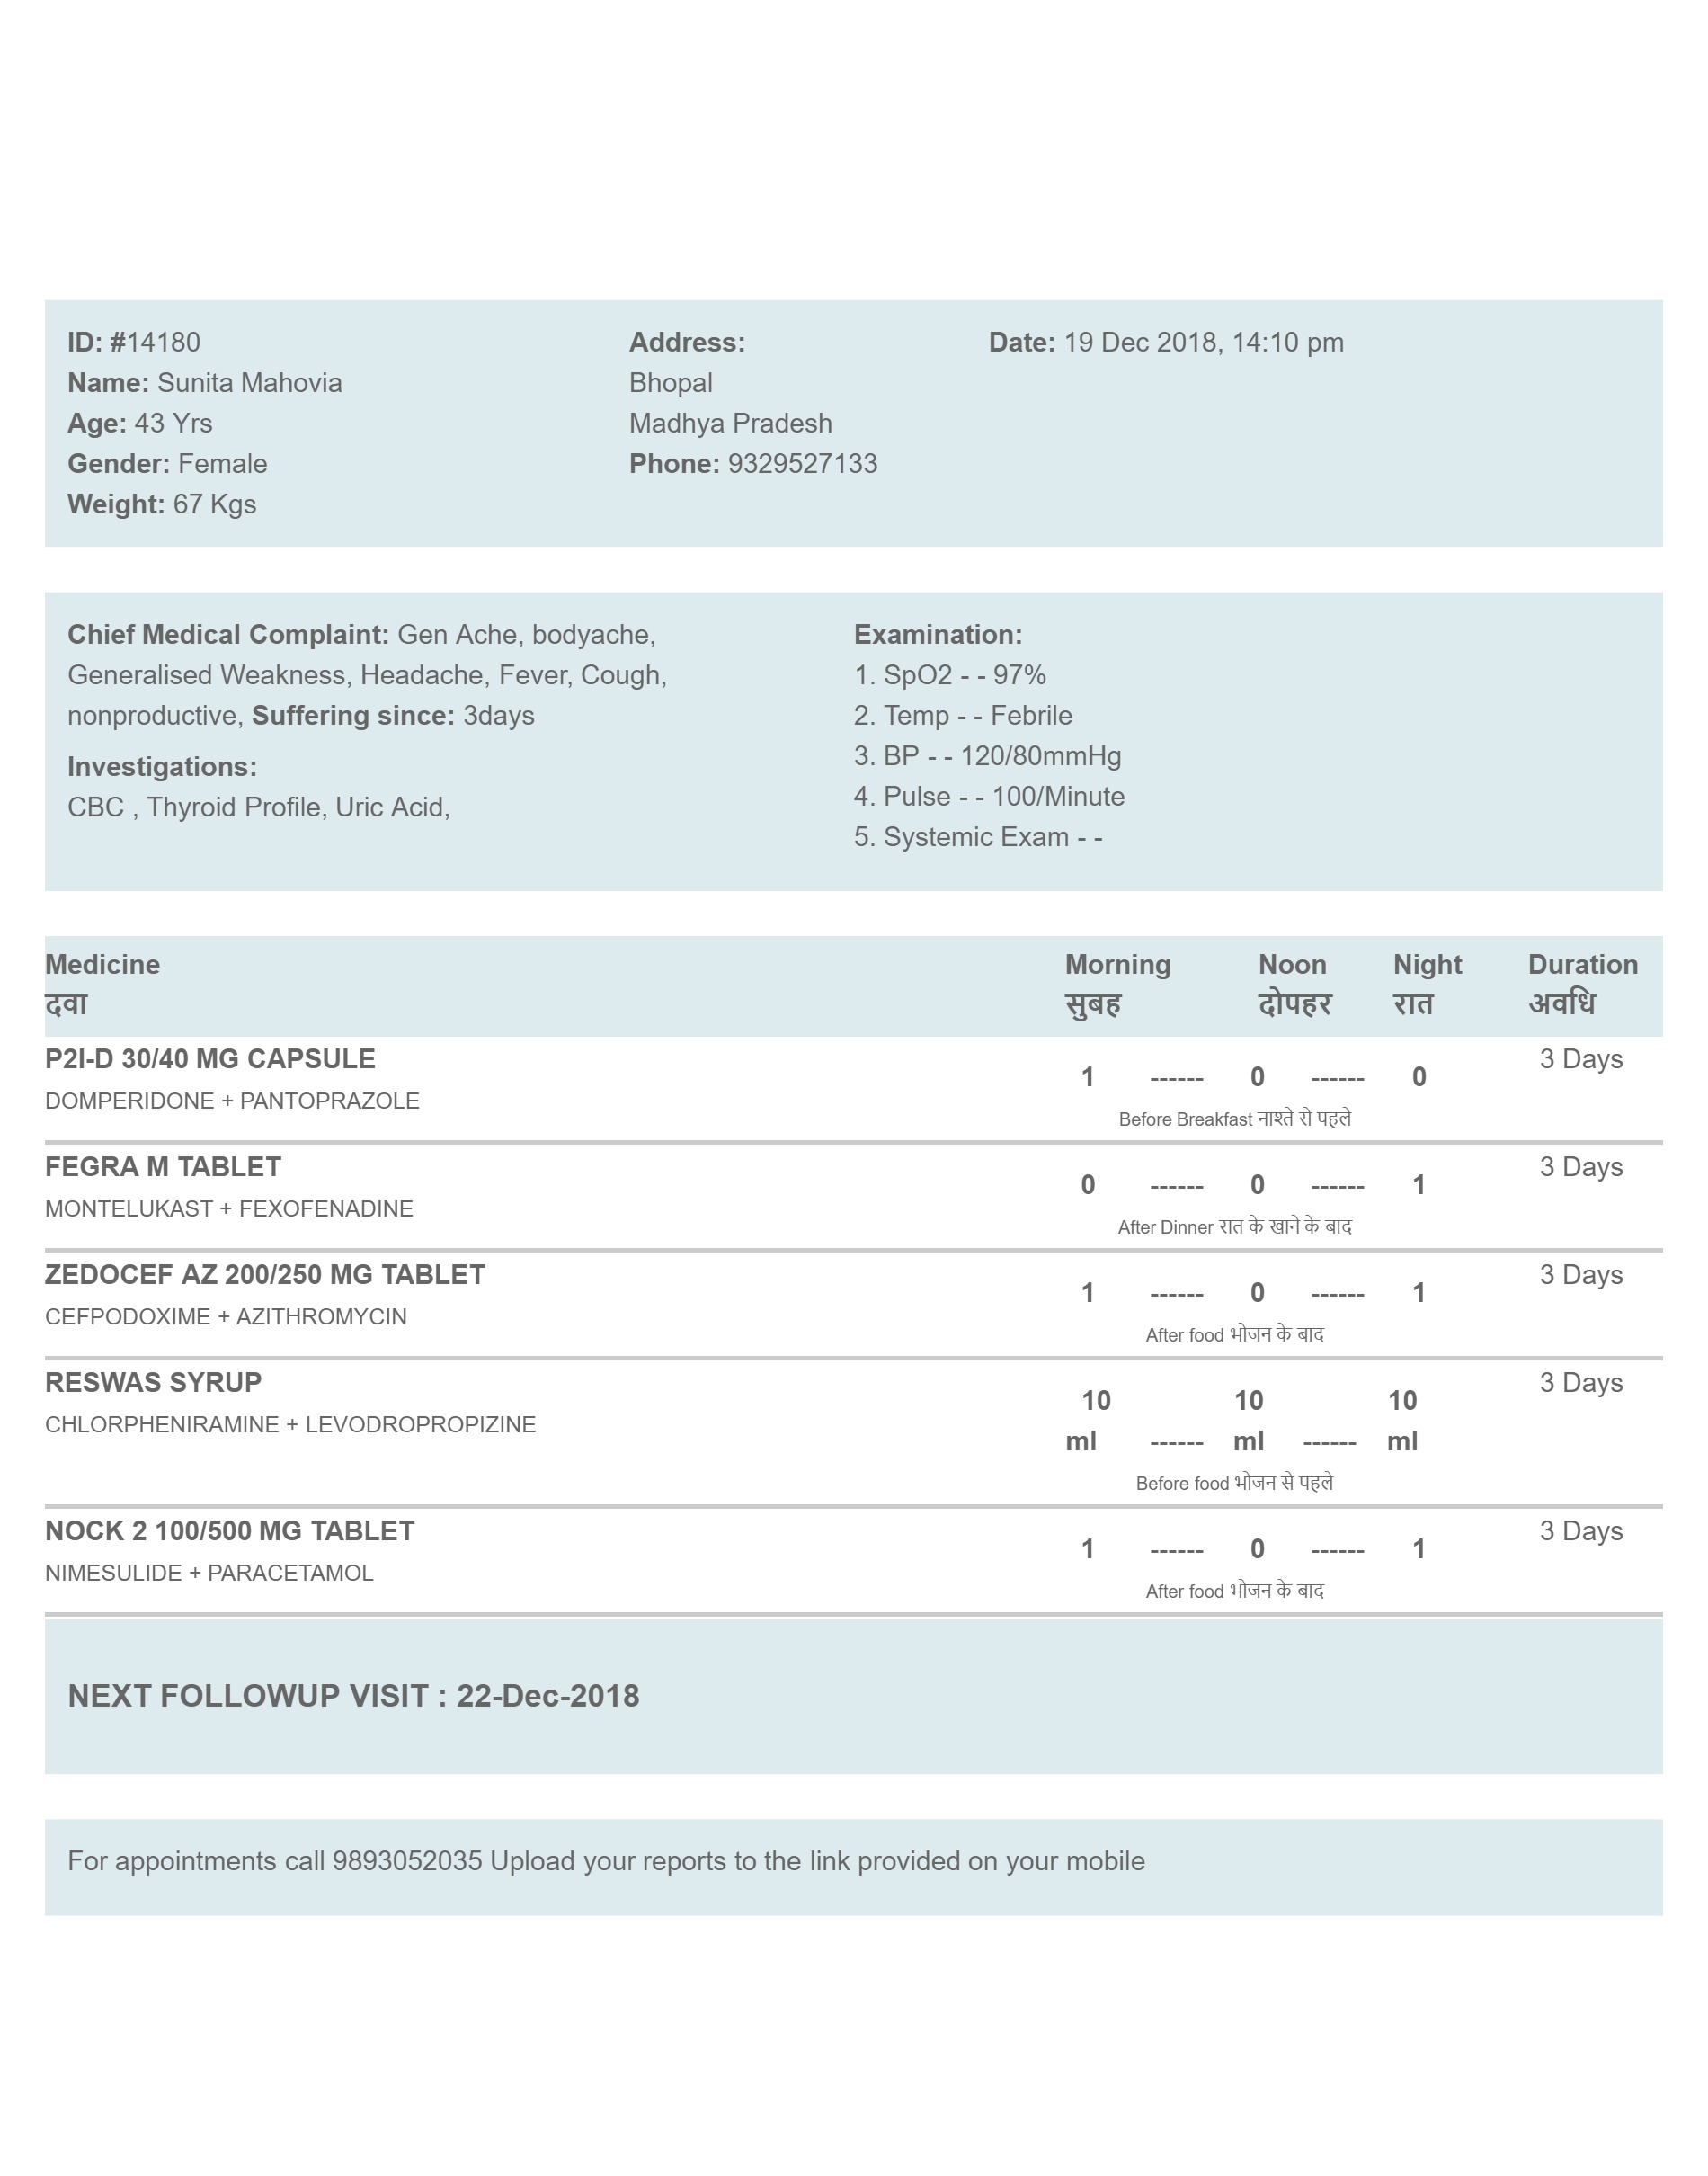 ID: #14180
Name: Sunita Mahovia
Age: 43 Yrs
Gender: Female
Weight: 67 Kgs
Address:
Bhopal
Madhya Pradesh
Phone: 9329527133
Date: 19 Dec 2018, 14:10 pm
Chief Medical Complaint: Gen Ache, bodyache,
Generalised Weakness, Headache, Fever, Cough,
nonproductive, Suffering since: 3days
Investigations:
CBC , Thyroid Profile, Uric Acid,
Examination:
1. SpO2 - - 97%
2. Temp - - Febrile
3. BP - - 120/80mmHg
4. Pulse - - 100/Minute
5. Systemic Exam - -
Medicine Morning Noon Night Duration
दवा सुबह दोपहर रात अवधि
P2I-D 30/40 MG CAPSULE 3 Days
1 ------ 0 ------ 0
DOMPERIDONE + PANTOPRAZOLE
Before Breakfast नाश्ते से पहले
FEGRA M TABLET 3 Days
0 ------ 0 ------ 1
MONTELUKAST + FEXOFENADINE
After Dinner रात के खाने के बाद
ZEDOCEF AZ 200/250 MG TABLET 3 Days
1 ------ 0 ------ 1
CEFPODOXIME + AZITHROMYCIN
After food भोजन के बाद
RESWAS SYRUP 3 Days
10 10 10
CHLORPHENIRAMINE + LEVODROPROPIZINE
ml ------ ml ------ ml
Before food भोजन से पहले
NOCK 2 100/500 MG TABLET 3 Days
1 ------ 0 ------ 1
NIMESULIDE + PARACETAMOL
After food भोजन के बाद
NEXT FOLLOWUP VISIT : 22-Dec-2018
For appointments call 9893052035 Upload your reports to the link provided on your mobile